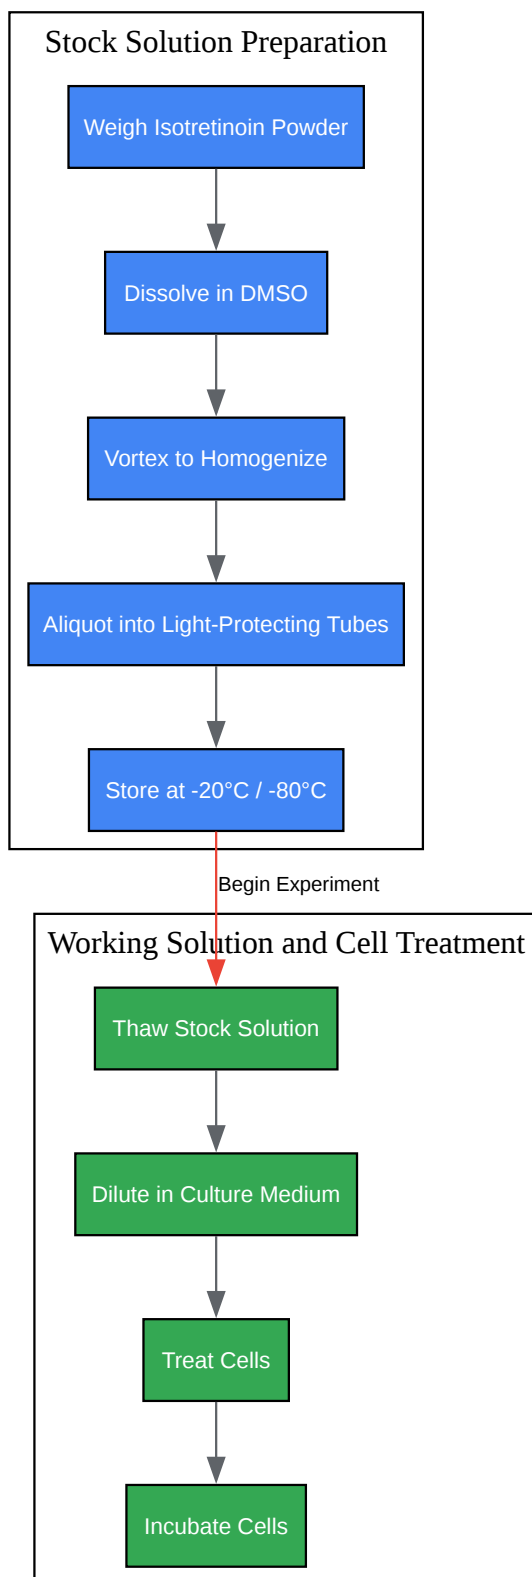 Stock Solution Preparation
Weigh Isotretinoin Powder
Dissolve in DMSO
Vortex to Homogenize
Aliquot into Light-Protecting Tubes
Store at -20°C / -80°C
Begin Experiment
Working Solution and Cell Treatment
Thaw Stock Solution
Dilute in Culture Medium
Treat Cells
Incubate Cells